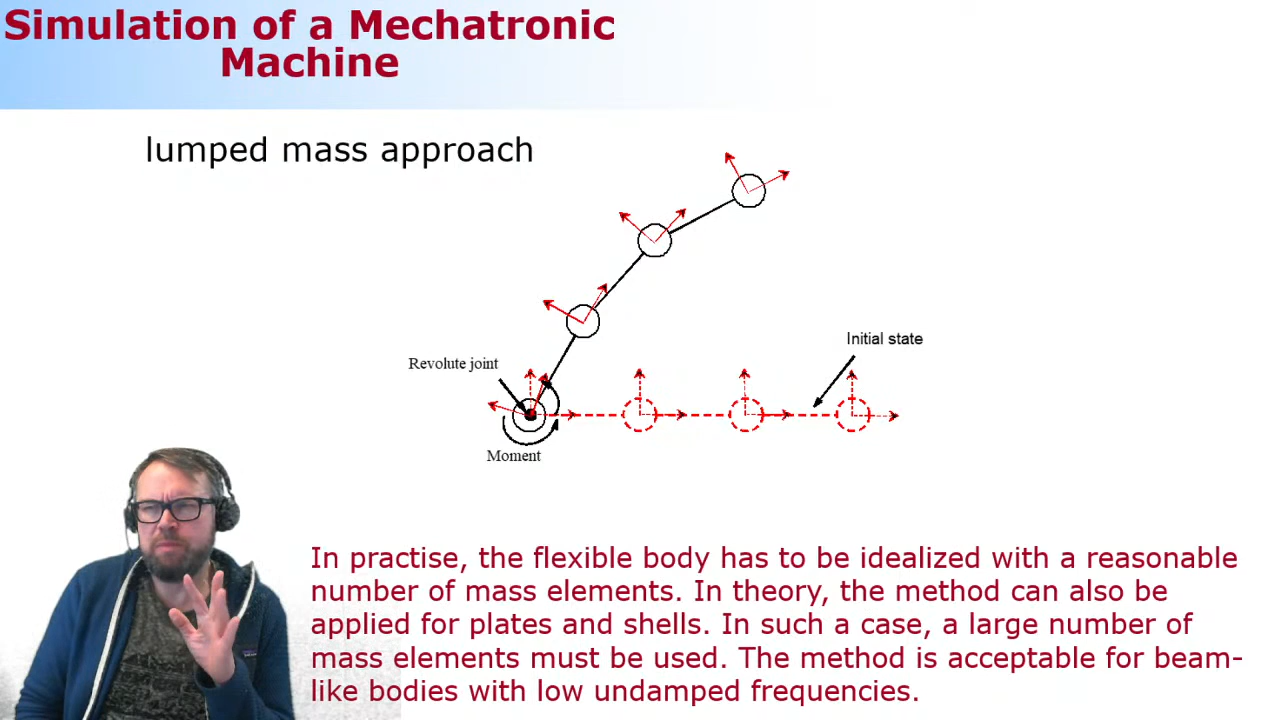 Simulation of a Mechatronic
Machine
lumped mass approach
Initial state
Revolute joint
Moment
In practise, the flexible body has to be idealized with a reasonable
number of mass elements. In theory, the method can also be
applied for plates and shells. In such a case, a large number of
mass elements must be used. The method is acceptable for beam-
like bodies with low undamped frequencies.